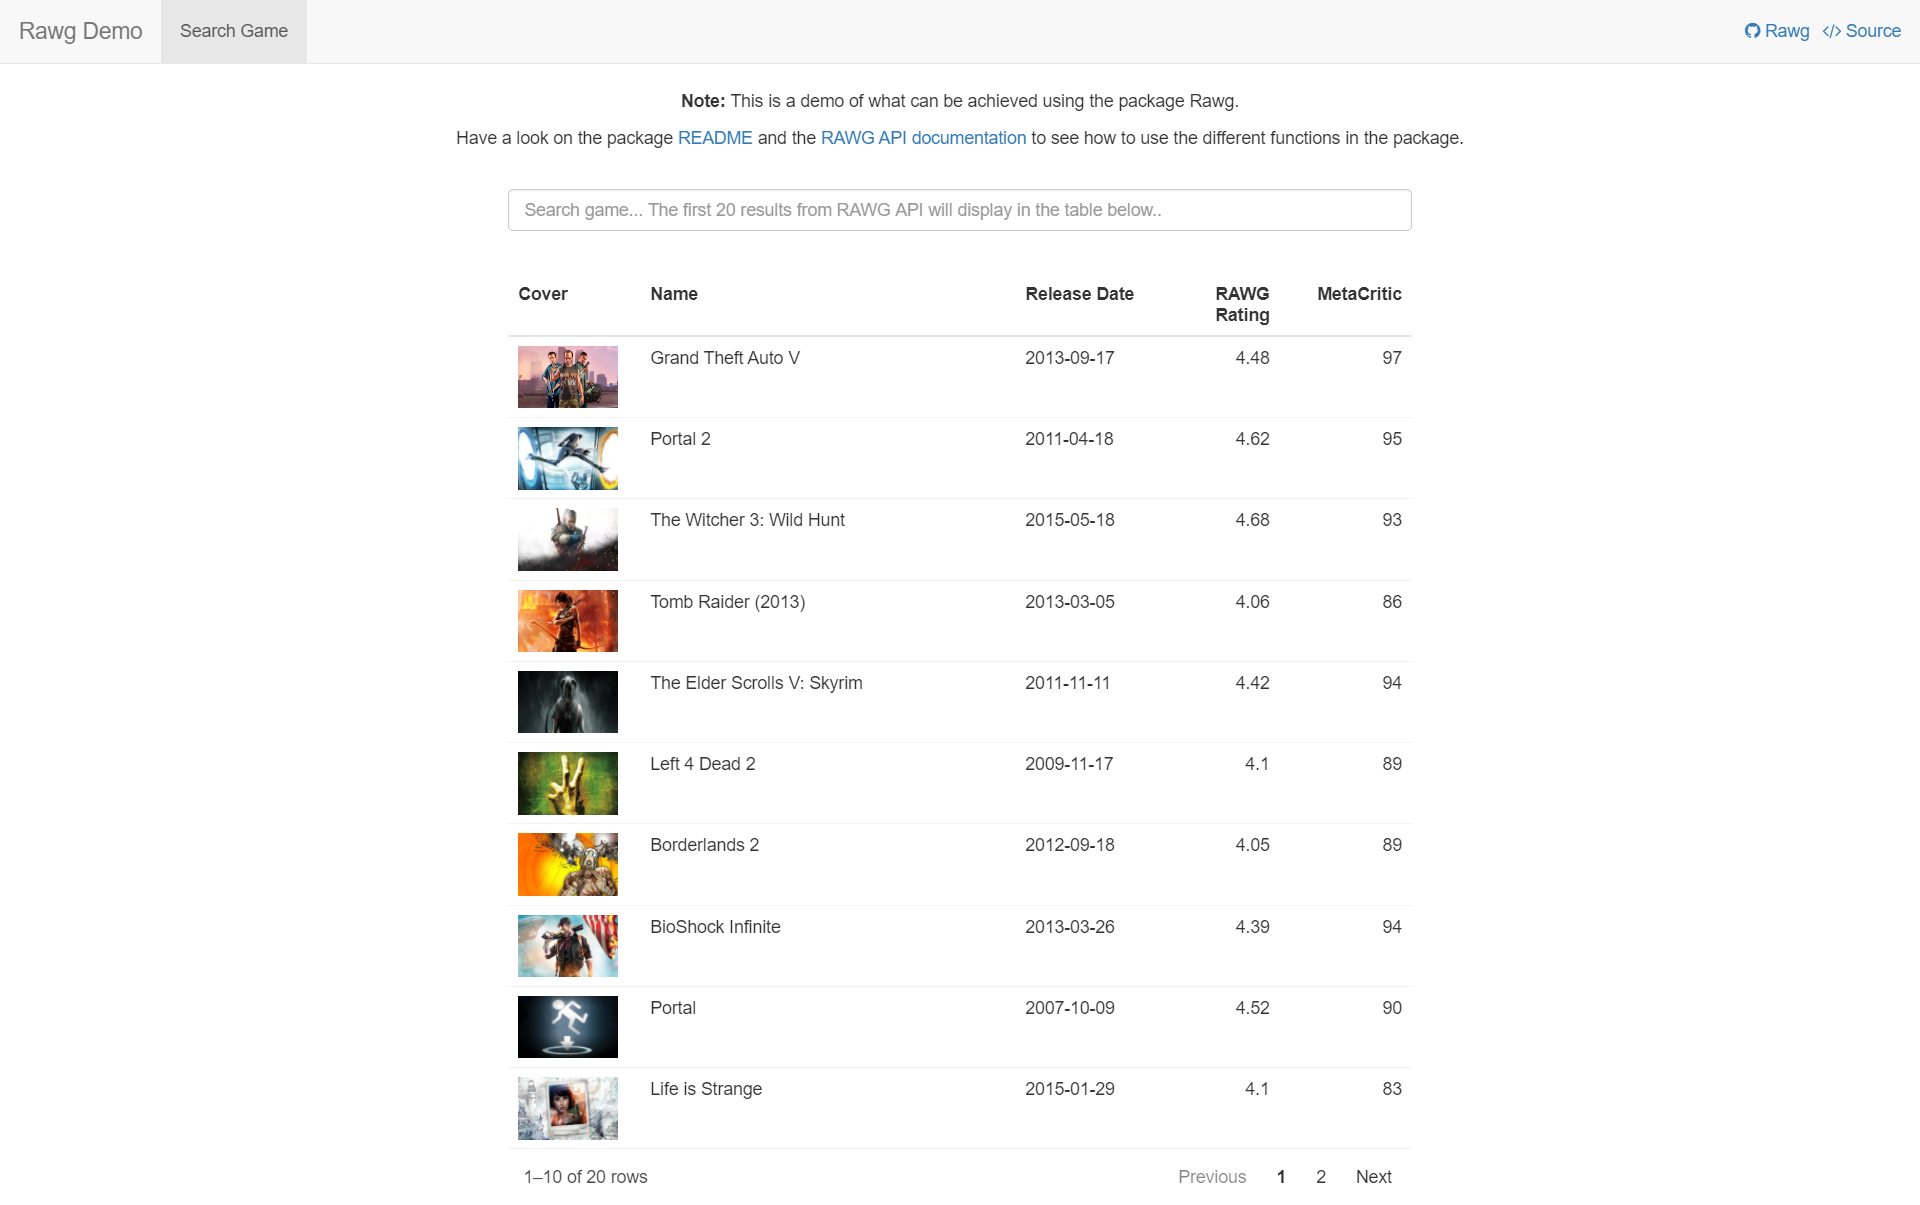 Rawg Demo Search Game Rawg </> Source
Note: This is a demo of what can be achieved using the package Rawg.
Have a look on the package README and the RAWG API documentation to see how to use the different functions in the package.
Search game... The first 20 results from RAWG API will display in the table below..
Cover Name Release Date RAWG Rating MetaCritic
Grand Theft Auto V 2013-09-17 4.48 97
Portal 2 2011-04-18 4.62 95
The Witcher 3: Wild Hunt 2015-05-18 4.68 93
Tomb Raider (2013) 2013-03-05 4.06 86
The Elder Scrolls V: Skyrim 2011-11-11 4.42 94
Left 4 Dead 2 2009-11-17 4.1 89
Borderlands 2 2012-09-18 4.05 89
BioShock Infinite 2013-03-26 4.39 94
Portal 2007-10-09 4.52 90
Life is Strange 2015-01-29 4.1 83
1–10 of 20 rows Previous 1 2 Next